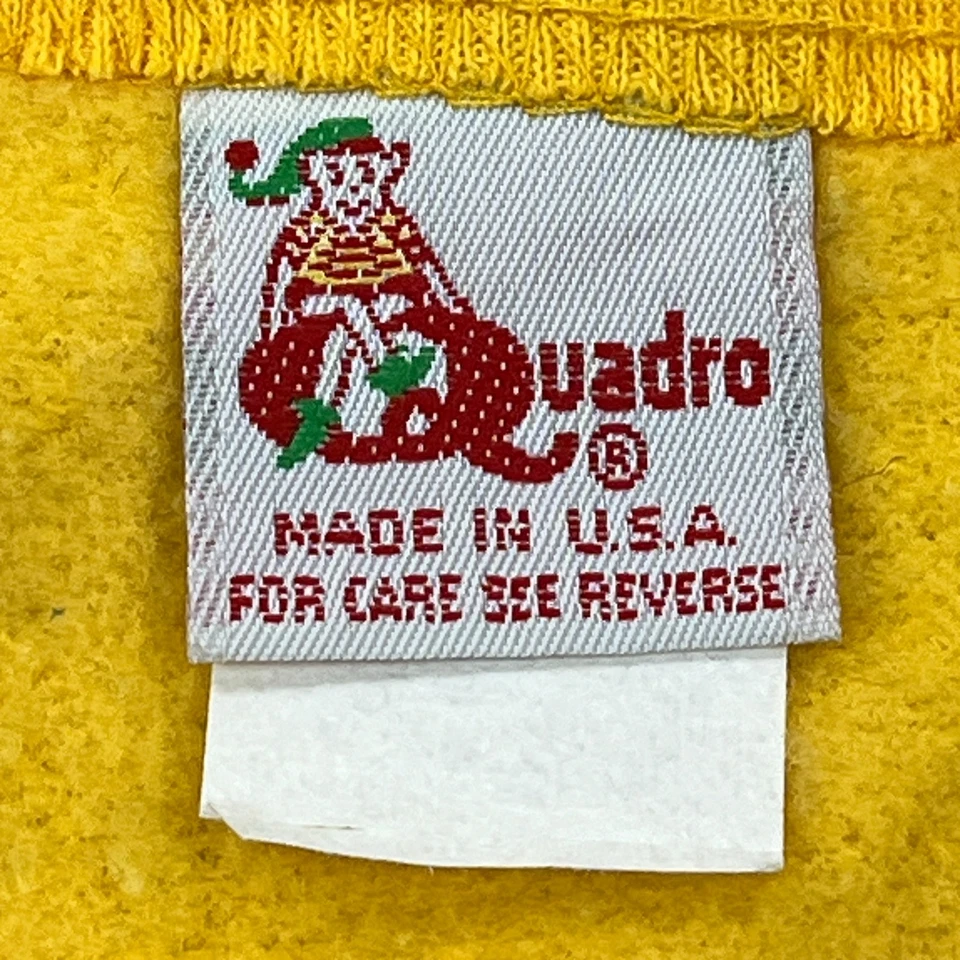 Quadro
®
MADE IN U.S.A.
FOR CARE SEE REVERSE